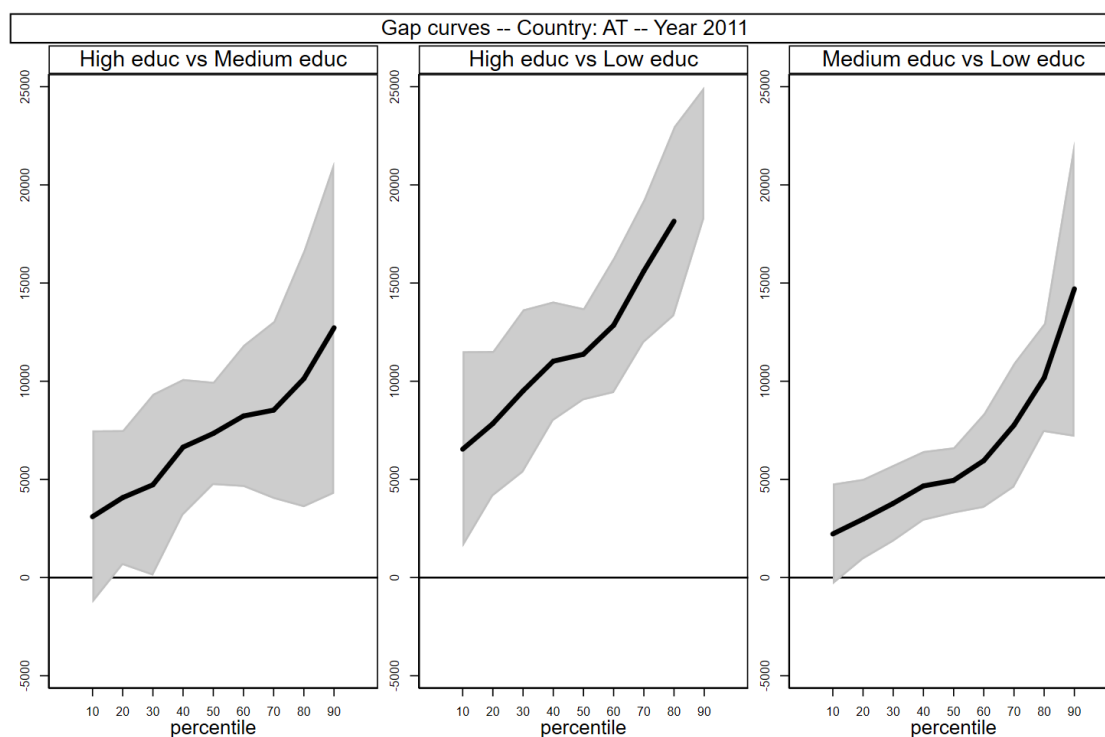 Gap curves -- Country: AT -- Year 2011
High educ vs Medium educ
25000
20000
15000
10000
5000
0
-5000
10 20 30 40 50 60 70 80 90
percentile
High educ vs Low educ
25000
20000
15000
10000
5000
0
-5000
10 20 30 40 50 60 70 80 90
percentile
Medium educ vs Low educ
25000
20000
15000
10000
5000
0
-5000
10 20 30 40 50 60 70 80 90
percentile